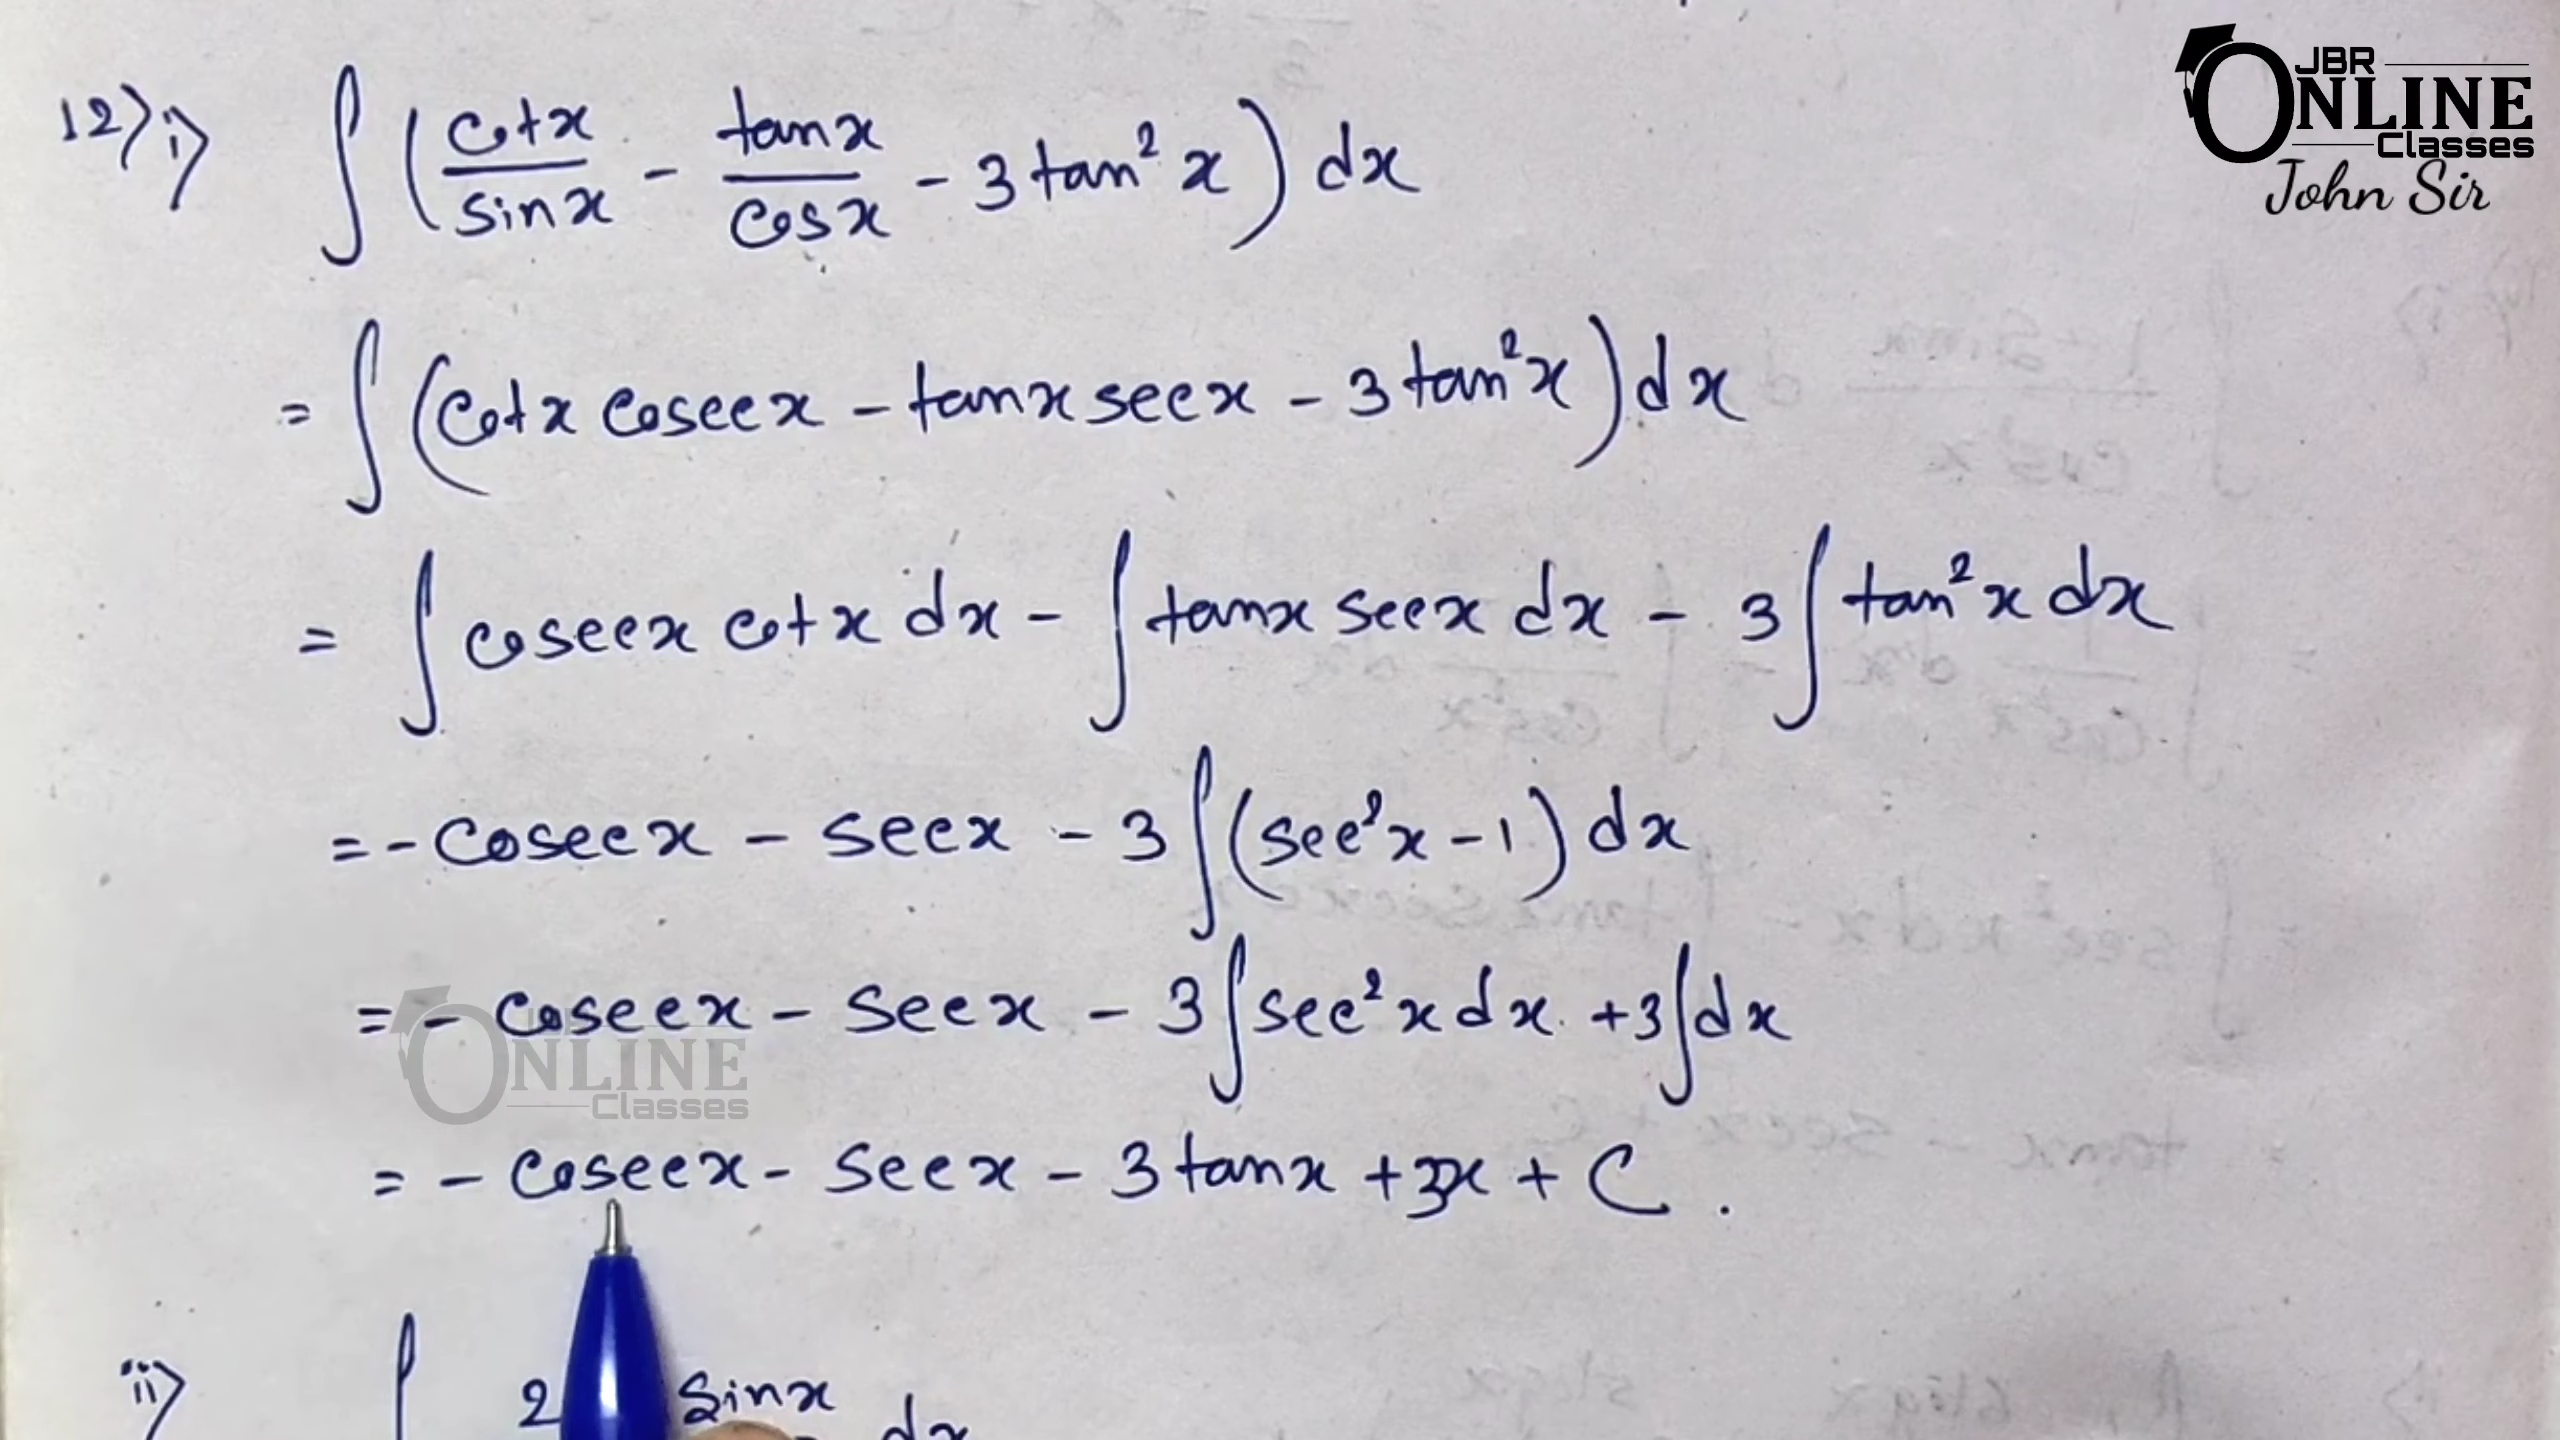 JBR
ONLINE
Classes
John Sir
12) i) ∫ (cotx/sinx - tanx/cosx - 3tan²x) dx
= ∫ (cotx cosecx - tanx secx - 3tan²x) dx
= ∫ cosecx cotx dx - ∫ tanx secx dx - 3∫ tan²x dx
= - cosecx - secx - 3∫(sec²x - 1) dx
= - cosecx - secx - 3∫sec²x dx + 3∫dx
ONLINE
Classes
= - cosecx - secx - 3tanx + 3x + C.
ii) ∫ 2 sinx dx